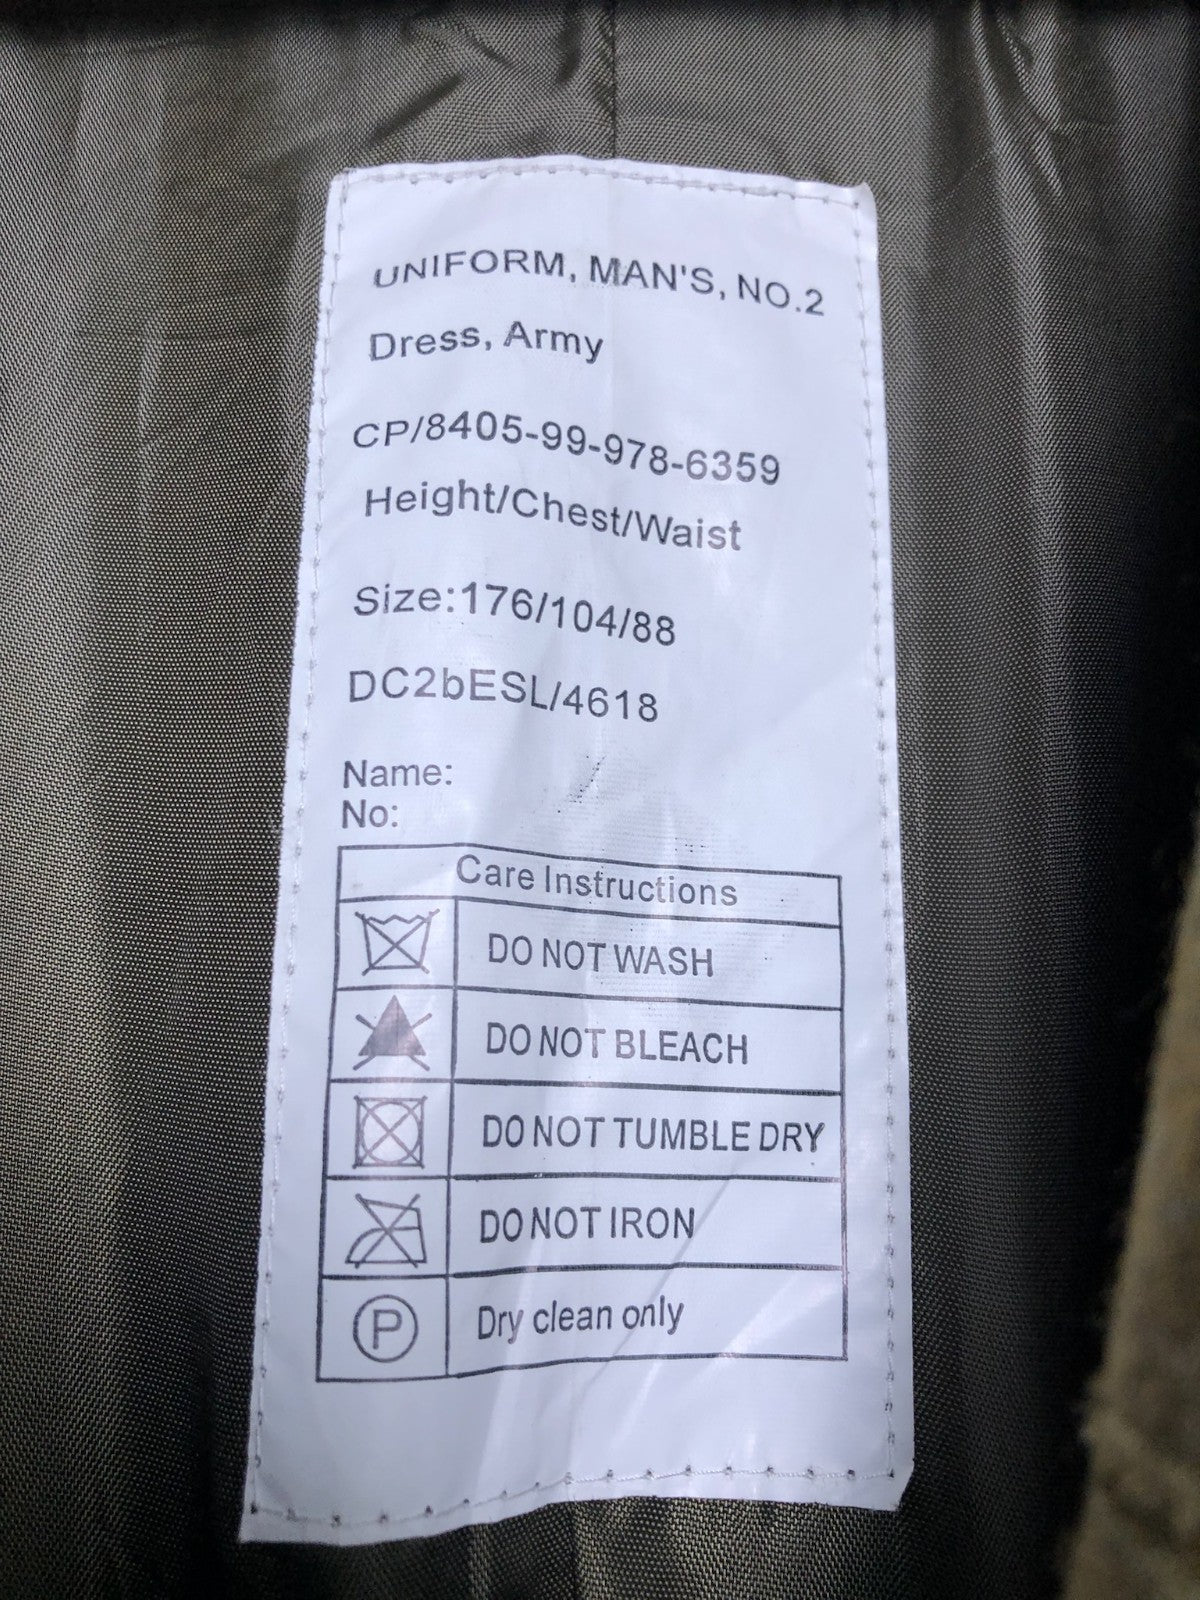 UNIFORM, MAN'S, NO.2
Dress, Army
CP/8405-99-978-6359
Height/Chest/Waist
Size:176/104/88
DC2bESL/4618
Name:
No:
Care Instructions
DO NOT WASH
DO NOT BLEACH
DO NOT TUMBLE DRY
DO NOT IRON
P Dry clean only